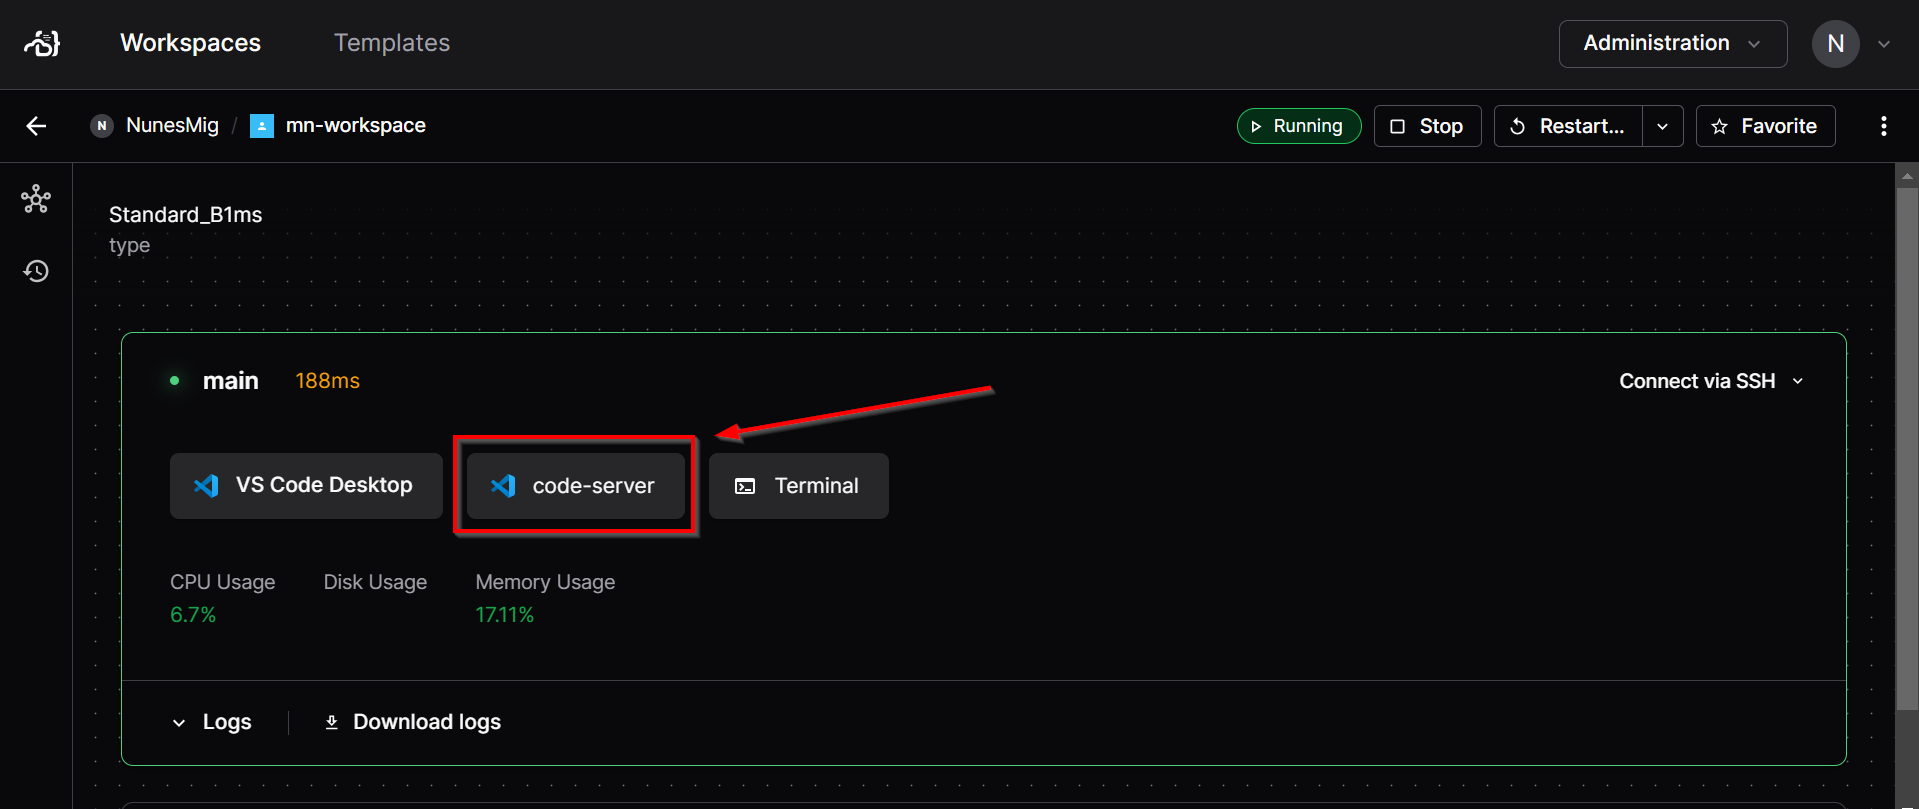 Workspaces Templates Administration N
N NunesMig / mn-workspace Running Stop Restart... Favorite
Standard_B1ms
type
main 188ms Connect via SSH
VS Code Desktop code-server Terminal
CPU Usage Disk Usage Memory Usage
6.7% 17.11%
Logs Download logs